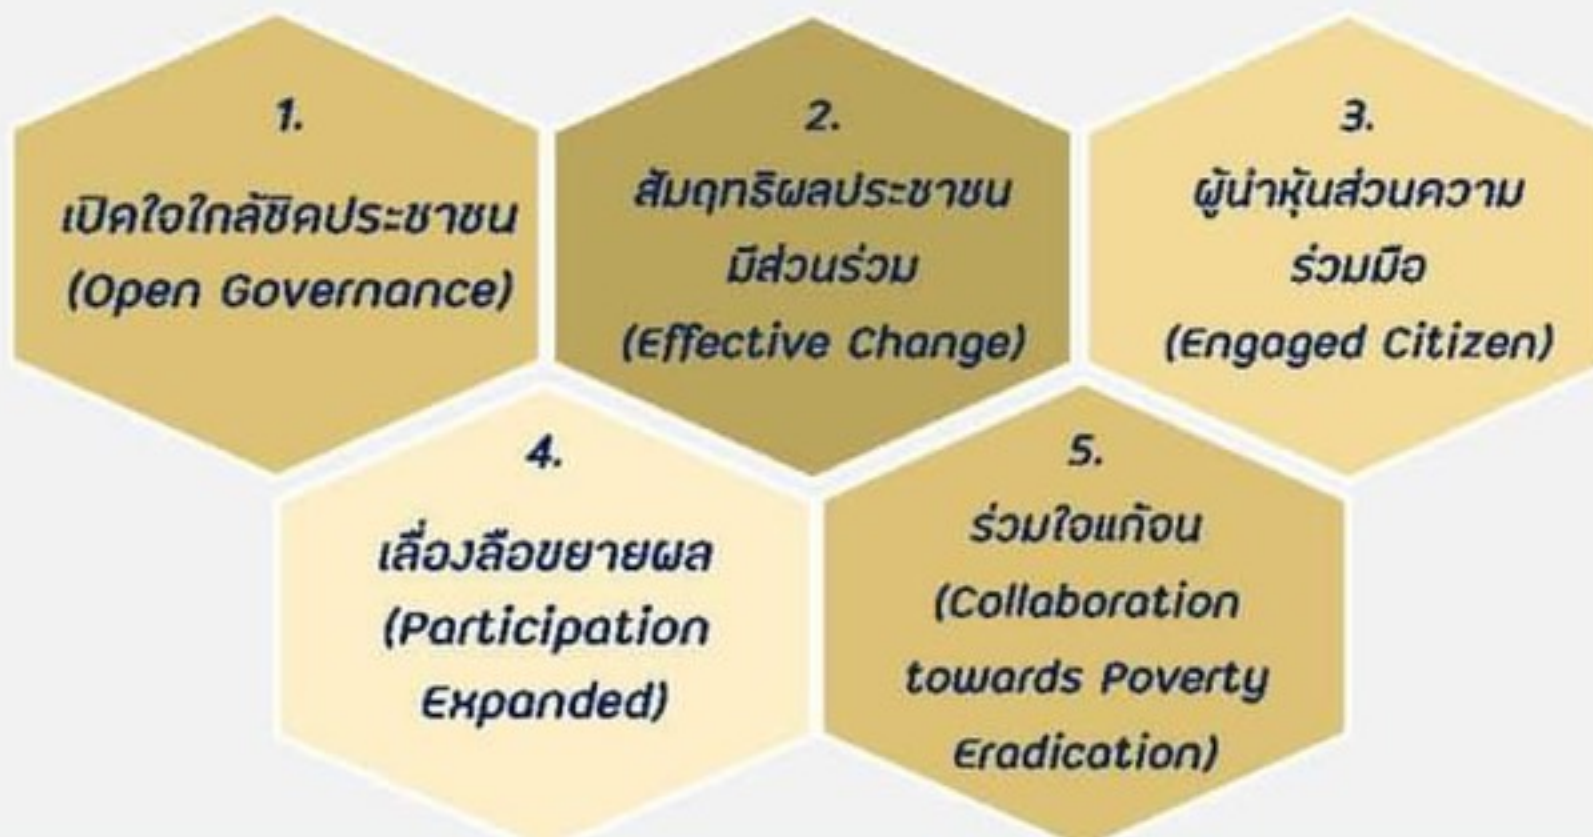 1.
เปิดใจใกล้ชิดประชาชน
(Open Governance)
2.
สัมฤทธิผลประชาชน
มีส่วนร่วม
(Effective Change)
3.
ผู้นำหุ้นส่วนความ
ร่วมมือ
(Engaged Citizen)
4.
เลื่องลือขยายผล
(Participation
Expanded)
5.
ร่วมใจแก้จน
(Collaboration
towards Poverty
Eradication)